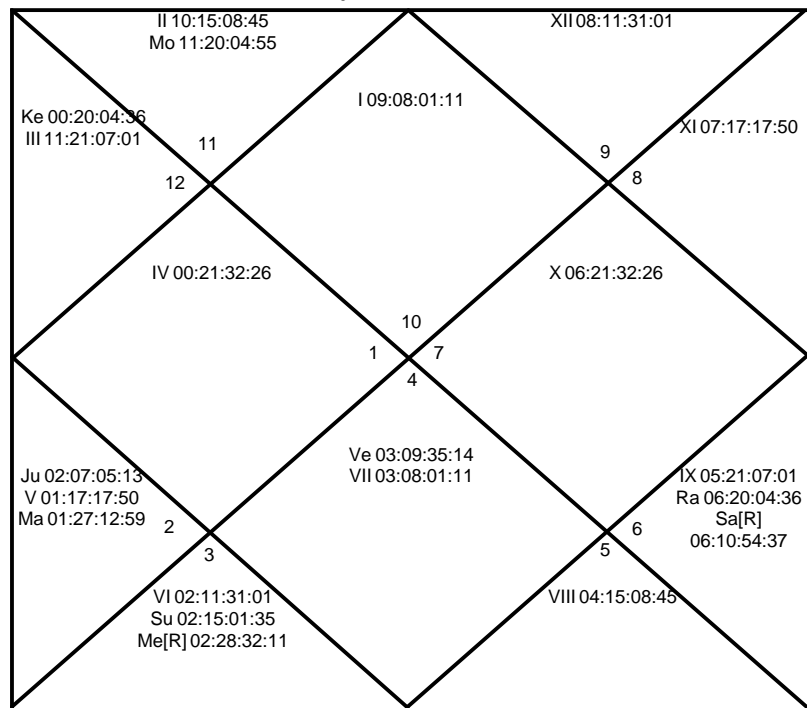 II 10:15:08:45
Mo 11:20:04:55
XII 08:11:31:01
I 09:08:01:11
Ke 00:20:04:36
III 11:21:07:01
XI 07:17:17:50
11
9
12
8
IV 00:21:32:26
X 06:21:32:26
10
1
7
4
Ve 03:09:35:14
VII 03:08:01:11
Ju 02:07:05:13
V 01:17:17:50
Ma 01:27:12:59
IX 05:21:07:01
Ra 06:20:04:36
Sa[R]
06:10:54:37
2
6
3
5
VI 02:11:31:01
Su 02:15:01:35
Me[R] 02:28:32:11
VIII 04:15:08:45